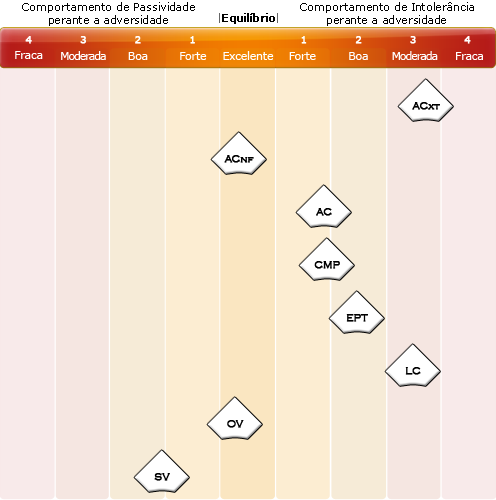 Comportamento de Passividade
perante a adversidade
|Equilíbrio|
Comportamento de Intolerância
perante a adversidade
4 3 2 1 1 2 3 4
Fraca Moderada Boa Forte Excelente Forte Boa Moderada Fraca
ACXT
ACNF
AC
CMP
EPT
LC
OV
SV